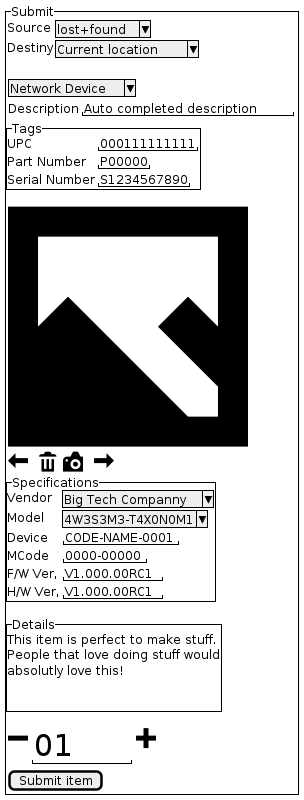 Submit
Source lost+found
Destiny Current location
Network Device
Description Auto completed description
Tags
UPC 000111111111
Part Number P00000
Serial Number S1234567890
Specifications
Vendor Big Tech Companny
Model 4W3S3M3-T4X0N0M1
Device CODE-NAME-0001
MCode 0000-00000
F/W Ver. V1.000.00RC1
H/W Ver. V1.000.00RC1
Details
This item is perfect to make stuff.
People that love doing stuff would
absolutly love this!
01
Submit item